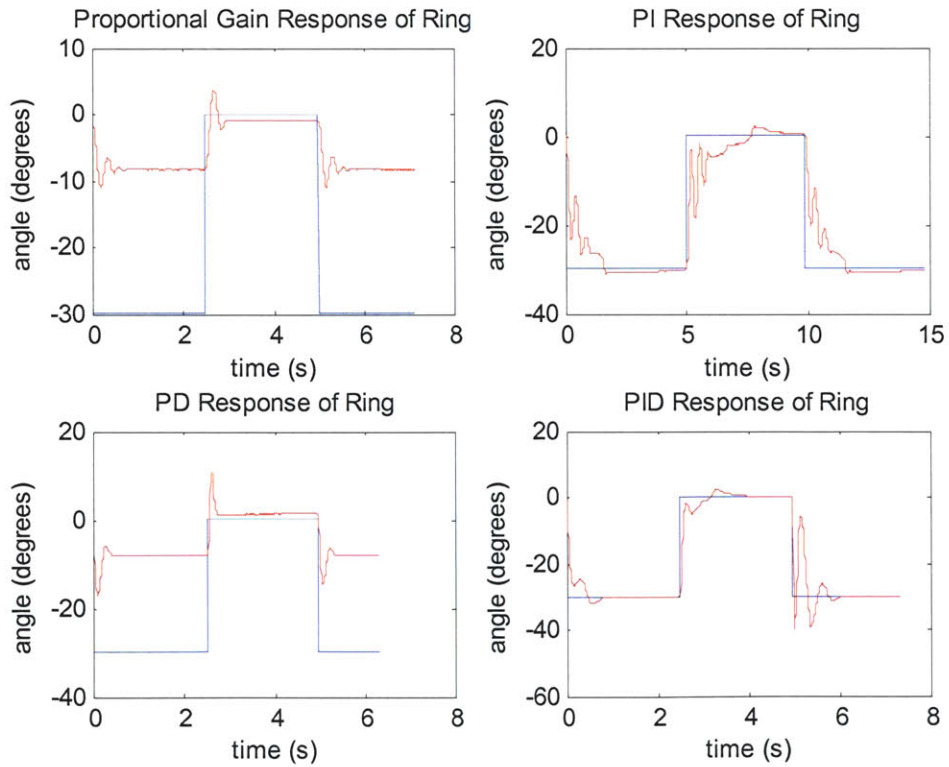 Proportional Gain Response of Ring
10
0
-10
-20
-30
0 2 4 6 8
angle (degrees)
time (s)
PI Response of Ring
20
0
-20
-40
0 5 10 15
angle (degrees)
time (s)
PD Response of Ring
20
0
-20
-40
0 2 4 6 8
angle (degrees)
time (s)
PID Response of Ring
20
0
-20
-40
-60
0 2 4 6 8
angle (degrees)
time (s)